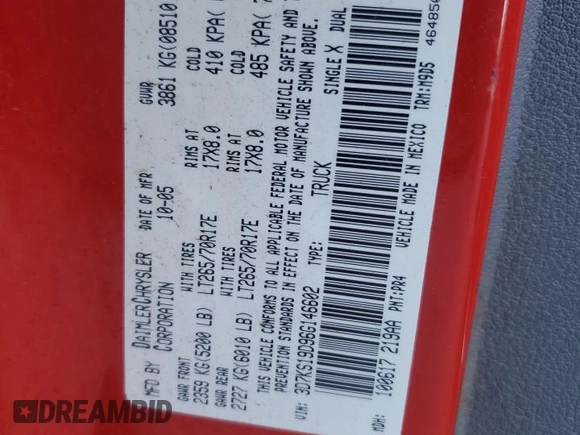 MFD BY DAIMLERCHRYSLER CORPORATION DATE OF MFR 10-05 GVWR 3861 KG(08510
GAWR FRONT WITH TIRES RIMS AT COLD
2359 KG(5200 LB) LT265/70R17E 17X8.0 410 KPA(
GAWR REAR WITH TIRES RIMS AT COLD
2727 KG(6010 LB) LT265/70R17E 17X8.0 485 KPA(
THIS VEHICLE CONFORMS TO ALL APPLICABLE FEDERAL MOTOR VEHICLE SAFETY AND
PREVENTION STANDARDS IN EFFECT ON THE DATE OF MANUFACTURE SHOWN ABOVE.
VIN: 3D7KS19D96G146602 TYPE: TRUCK SINGLE X DUAL
MDH: 100617 219AA PNT: PR4 VEHICLE MADE IN MEXICO TRM: M9D5
DREAMBID